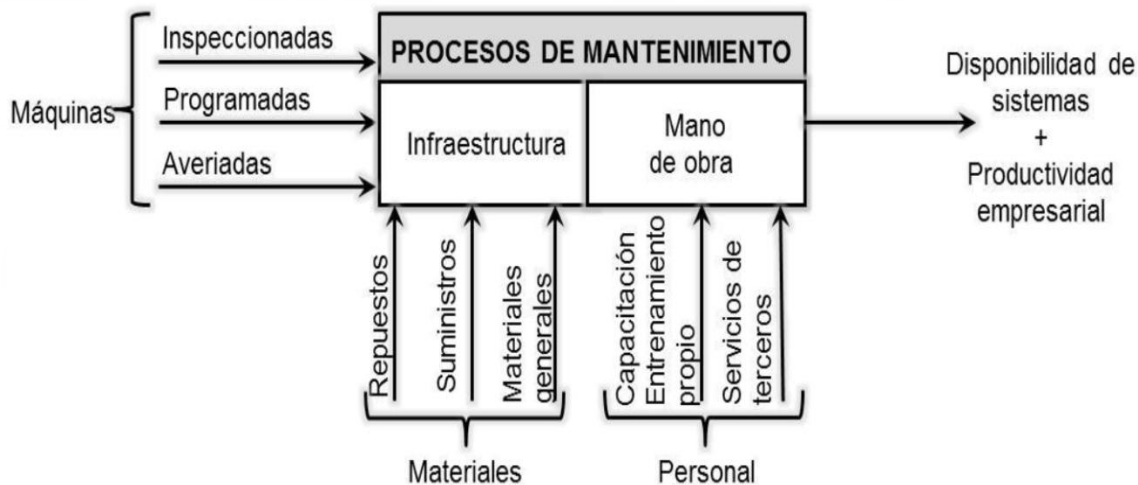 Máquinas
Inspeccionadas
Programadas
Averiadas
PROCESOS DE MANTENIMIENTO
Infraestructura
Mano
de obra
Disponibilidad de
sistemas
+
Productividad
empresarial
Repuestos
Suministros
Materiales
generales
Capacitación
Entrenamiento
propio
Servicios de
terceros
Materiales
Personal